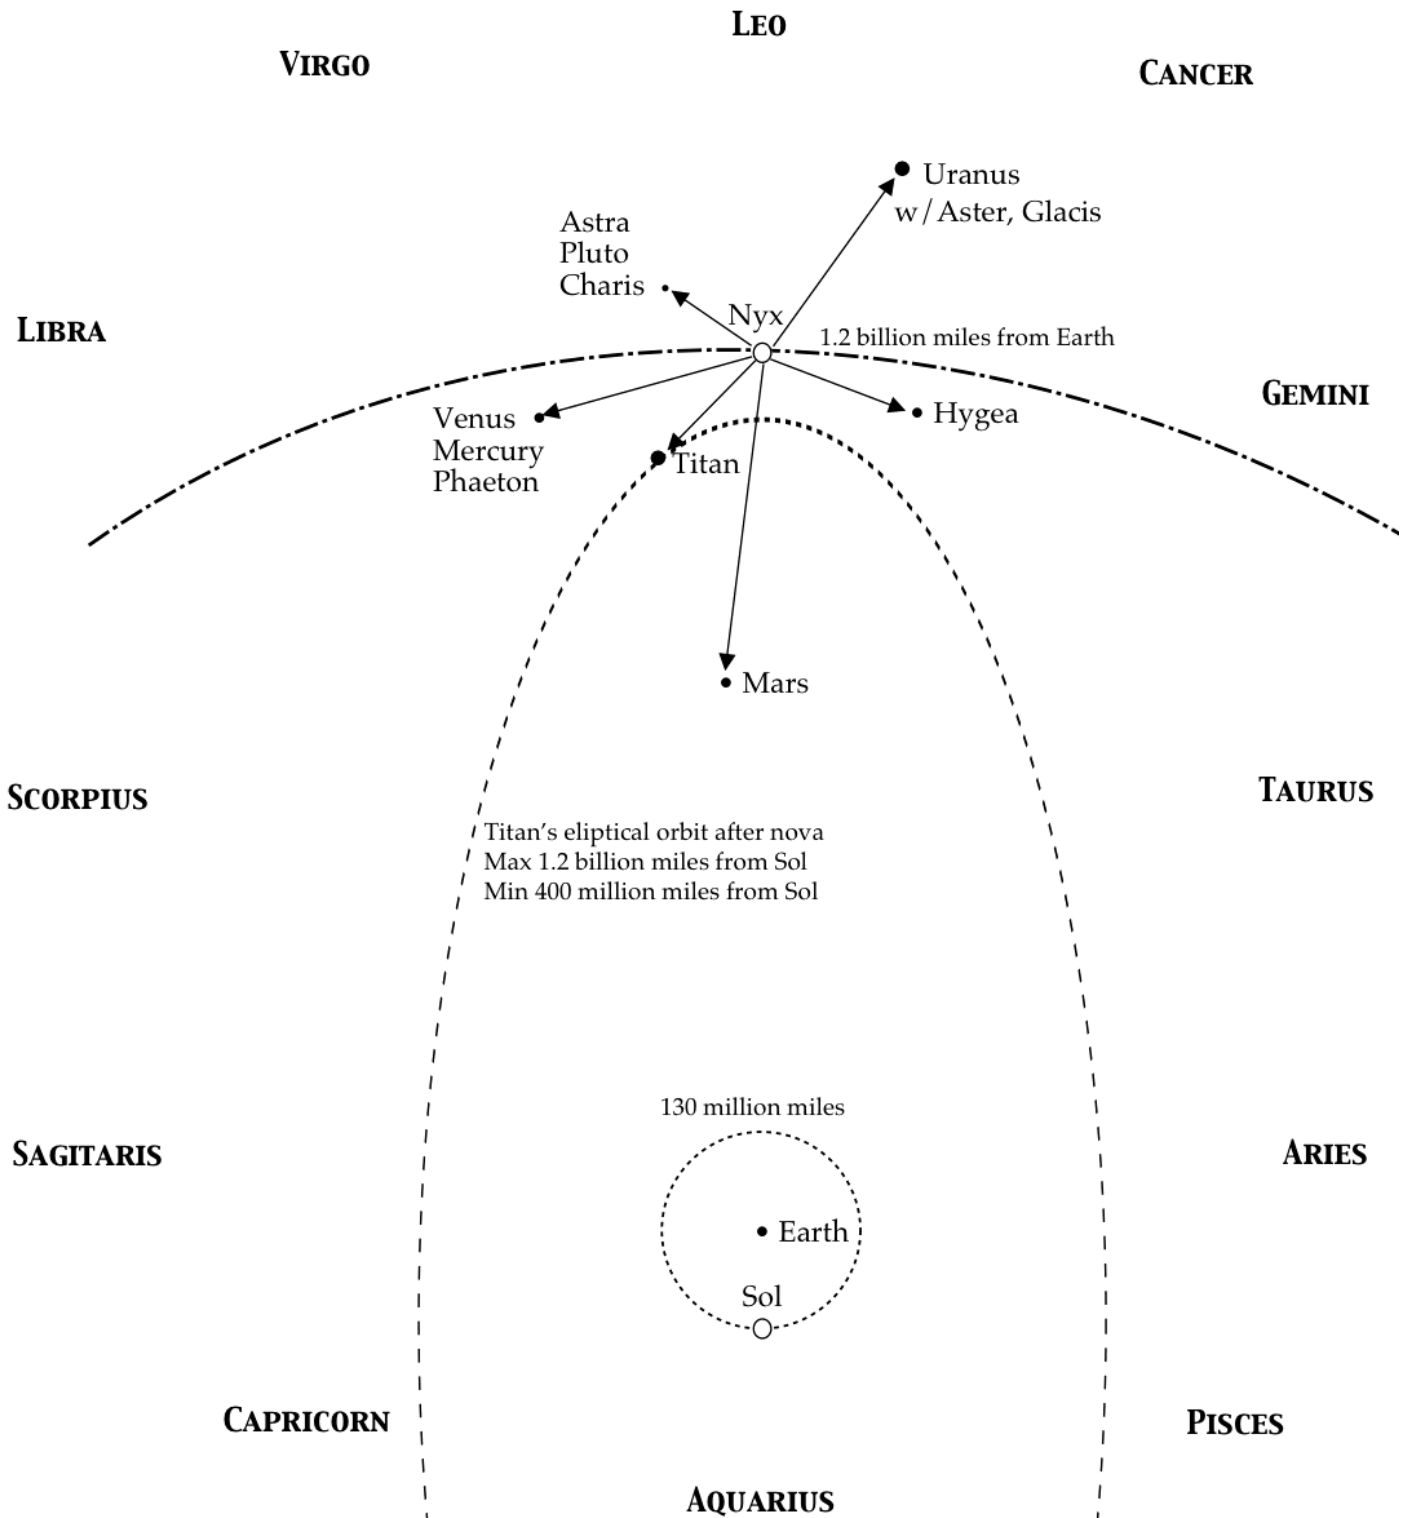 LEO
VIRGO
CANCER
Uranus
w/Aster, Glacis
Astra
Pluto
Charis
Nyx
LIBRA
1.2 billion miles from Earth
GEMINI
Venus
Mercury
Phaeton
Hygea
Titan
Mars
SCORPIUS
TAURUS
Titan's eliptical orbit after nova
Max 1.2 billion miles from Sol
Min 400 million miles from Sol
130 million miles
SAGITARIS
ARIES
Earth
Sol
CAPRICORN
PISCES
AQUARIUS